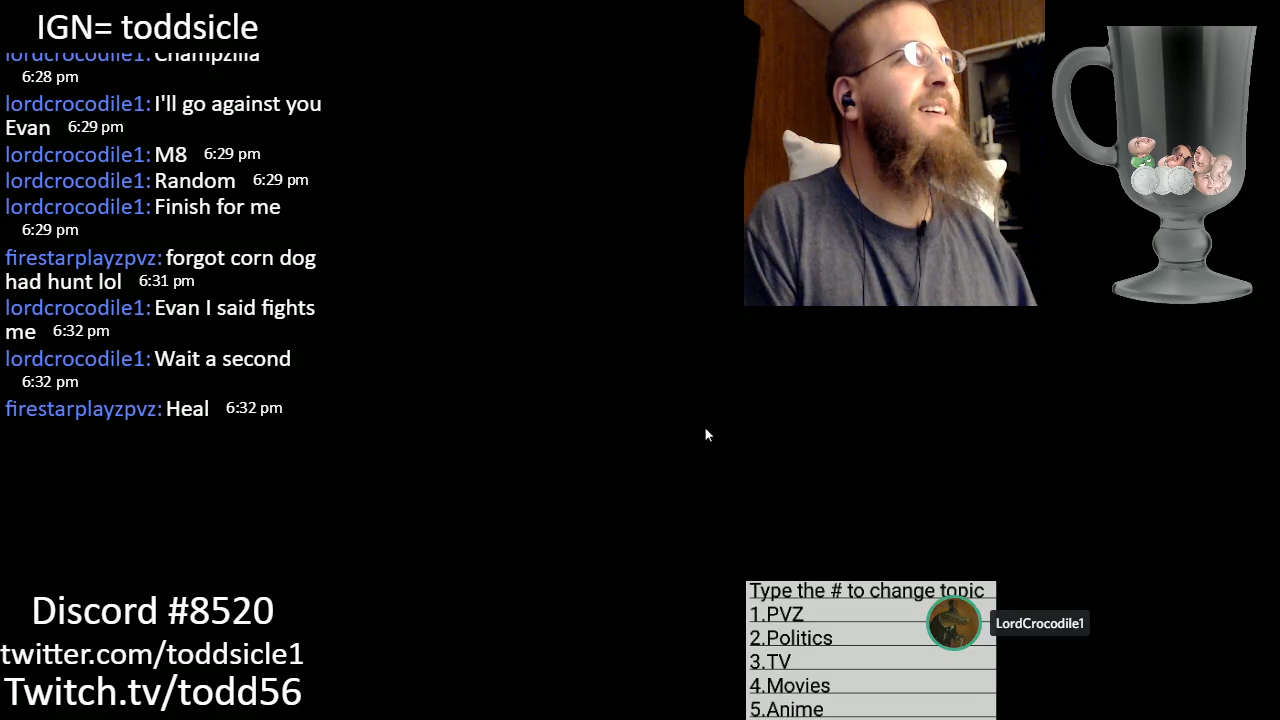 IGN= toddsicle
lordcrocodile1: Champzilla
6:28 pm
lordcrocodile1: I'll go against you
Evan 6:29 pm
lordcrocodile1: M8 6:29 pm
lordcrocodile1: Random 6:29 pm
lordcrocodile1: Finish for me
6:29 pm
firestarplayzpvz: forgot corn dog
had hunt lol 6:31 pm
lordcrocodile1: Evan I said fights
me 6:32 pm
lordcrocodile1: Wait a second
6:32 pm
firestarplayzpvz: Heal 6:32 pm
Discord #8520
twitter.com/toddsicle1
Twitch.tv/todd56
Type the # to change topic
1.PVZ
2.Politics
3.TV
4.Movies
5.Anime
LordCrocodile1